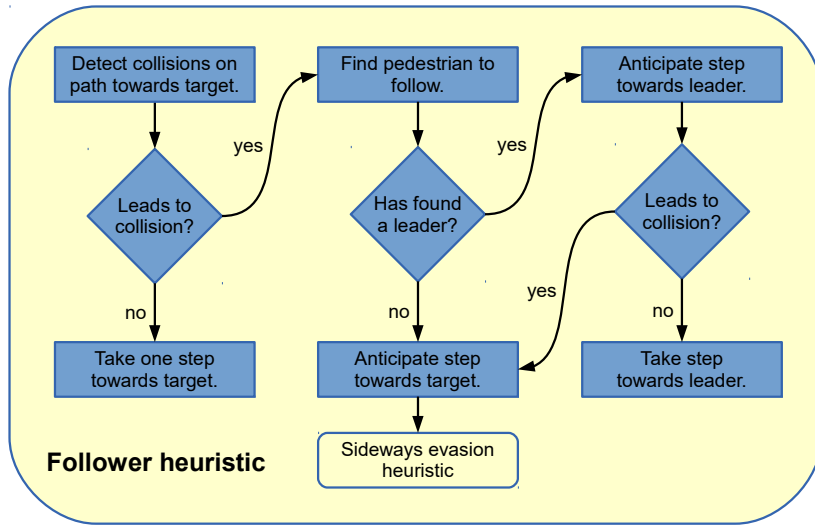 Detect collisions on
path towards target.
Find pedestrian to
follow.
Anticipate step
towards leader.
yes
yes
Leads to
collision?
Has found
a leader?
Leads to
collision?
yes
no
no
no
Take one step
towards target.
Anticipate step
towards target.
Take step
towards leader.
Sideways evasion
heuristic
Follower heuristic